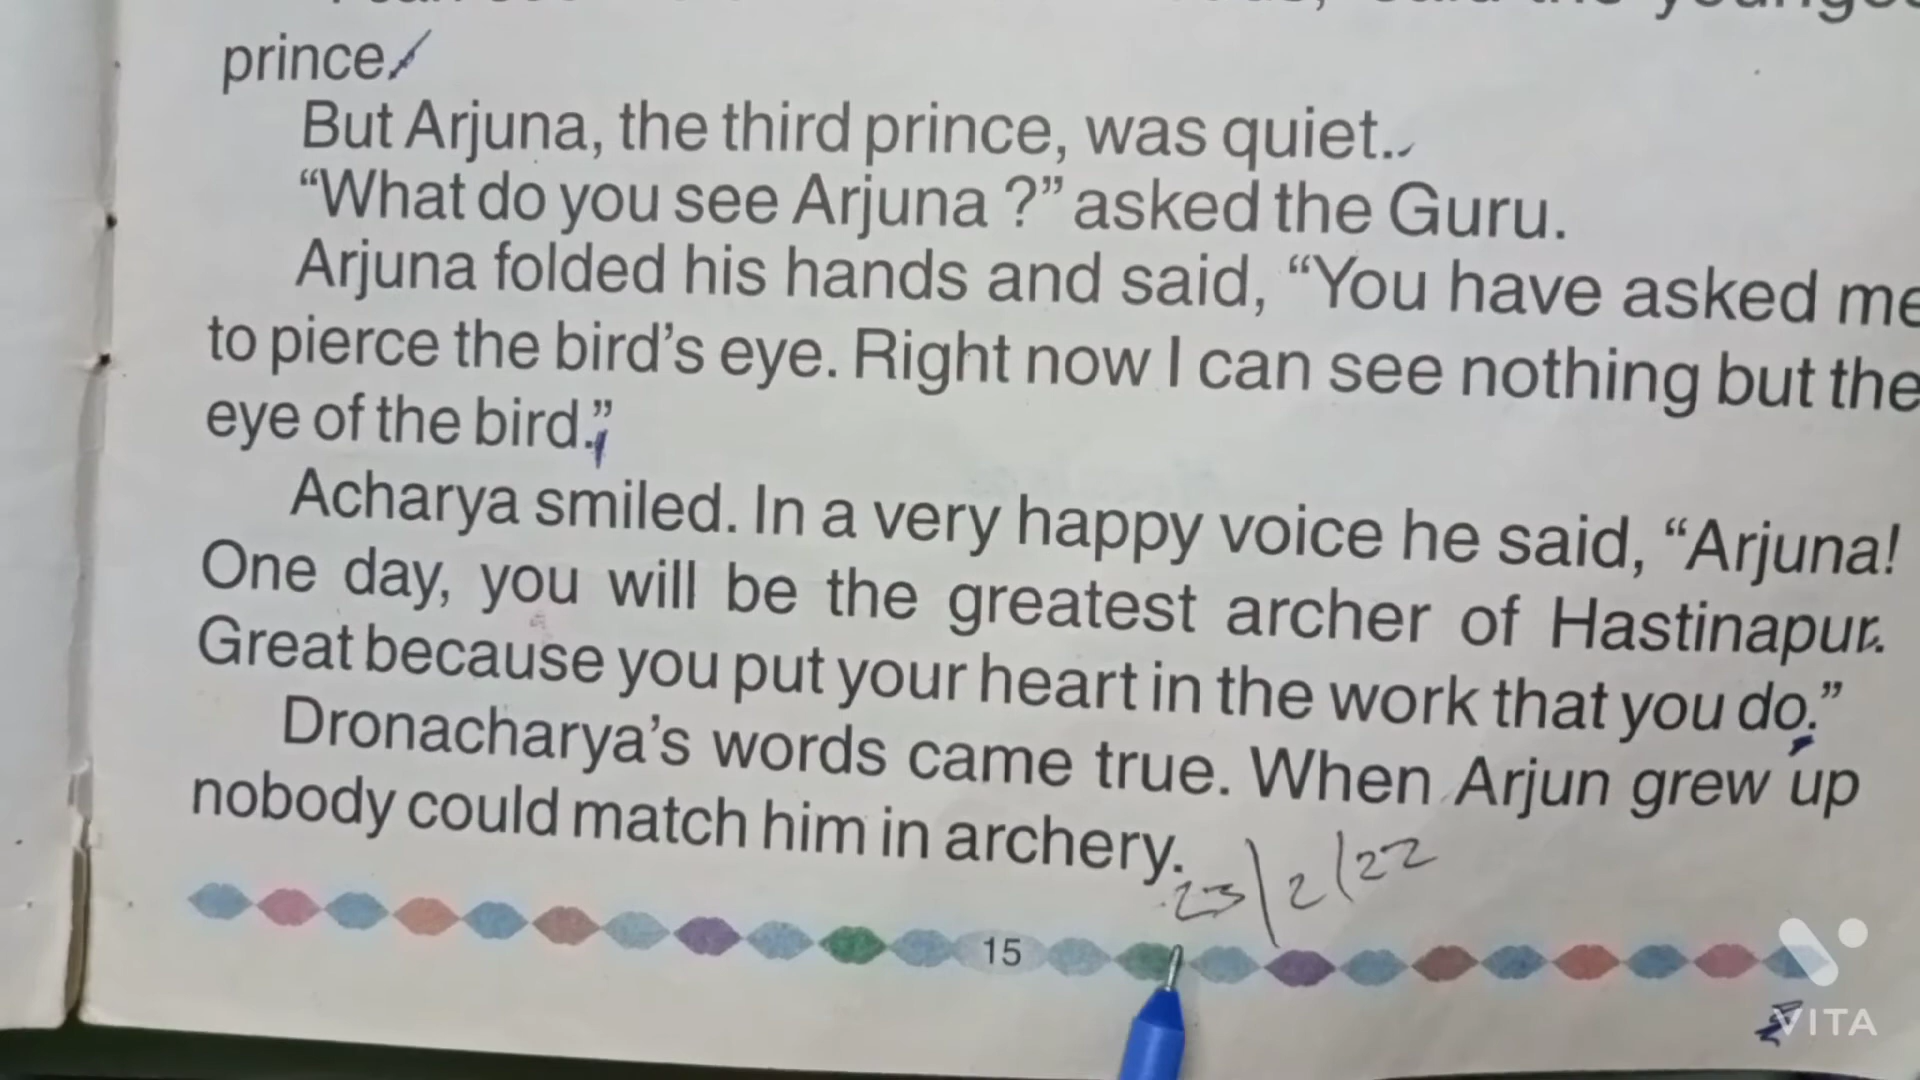 prince.
But Arjuna, the third prince, was quiet..
“What do you see Arjuna ?” asked the Guru.
Arjuna folded his hands and said, “You have asked me
to pierce the bird’s eye. Right now I can see nothing but the
eye of the bird.”
Acharya smiled. In a very happy voice he said, “Arjuna!
One day, you will be the greatest archer of Hastinapur.
Great because you put your heart in the work that you do.”
Dronacharya’s words came true. When Arjun grew up
nobody could match him in archery.
23/2/22
15
VITA